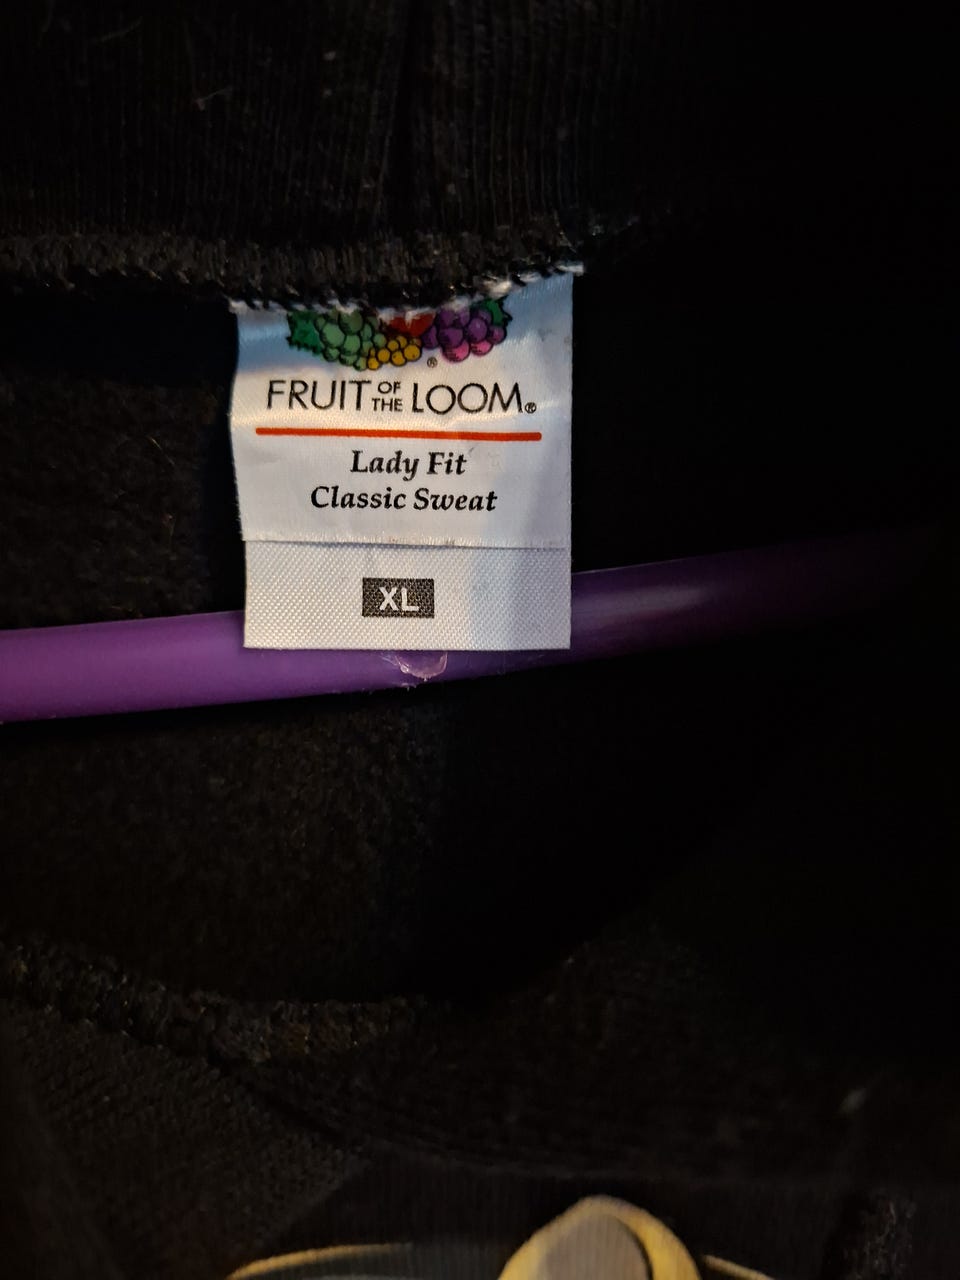 FRUIT OF THE LOOM®
Lady Fit
Classic Sweat
XL